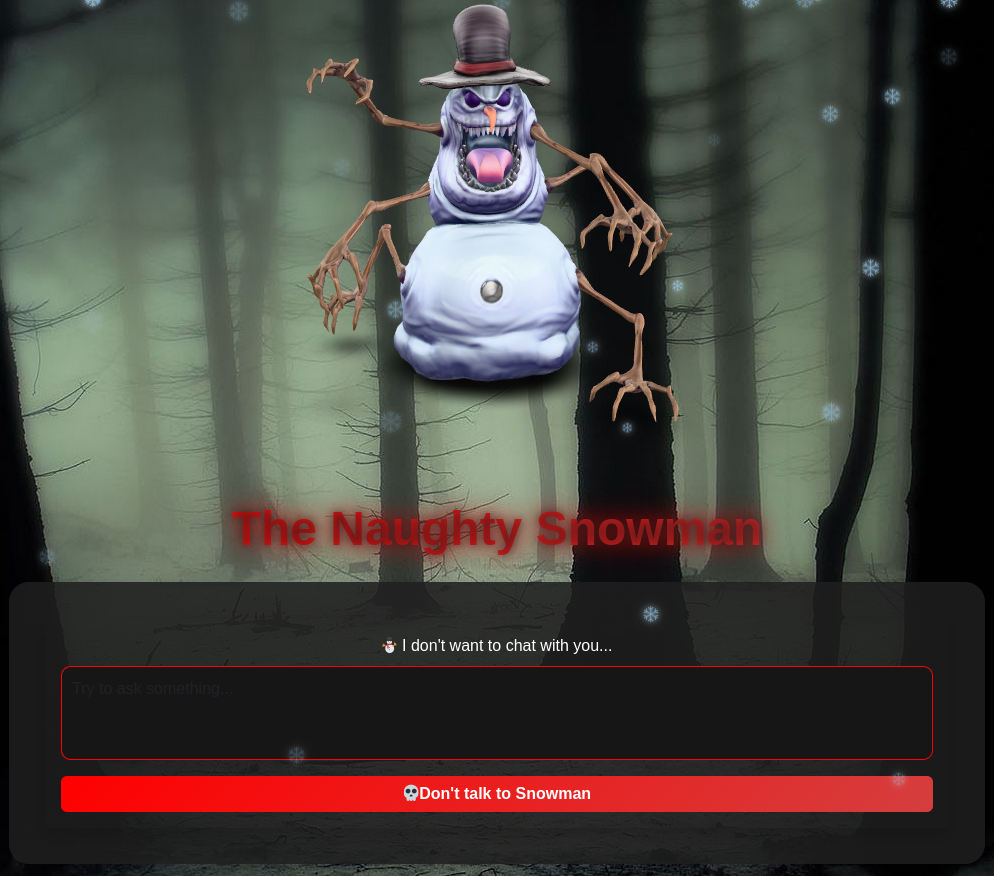 The Naughty Snowman
⛄ I don't want to chat with you...
Try to ask something...
💀Don't talk to Snowman